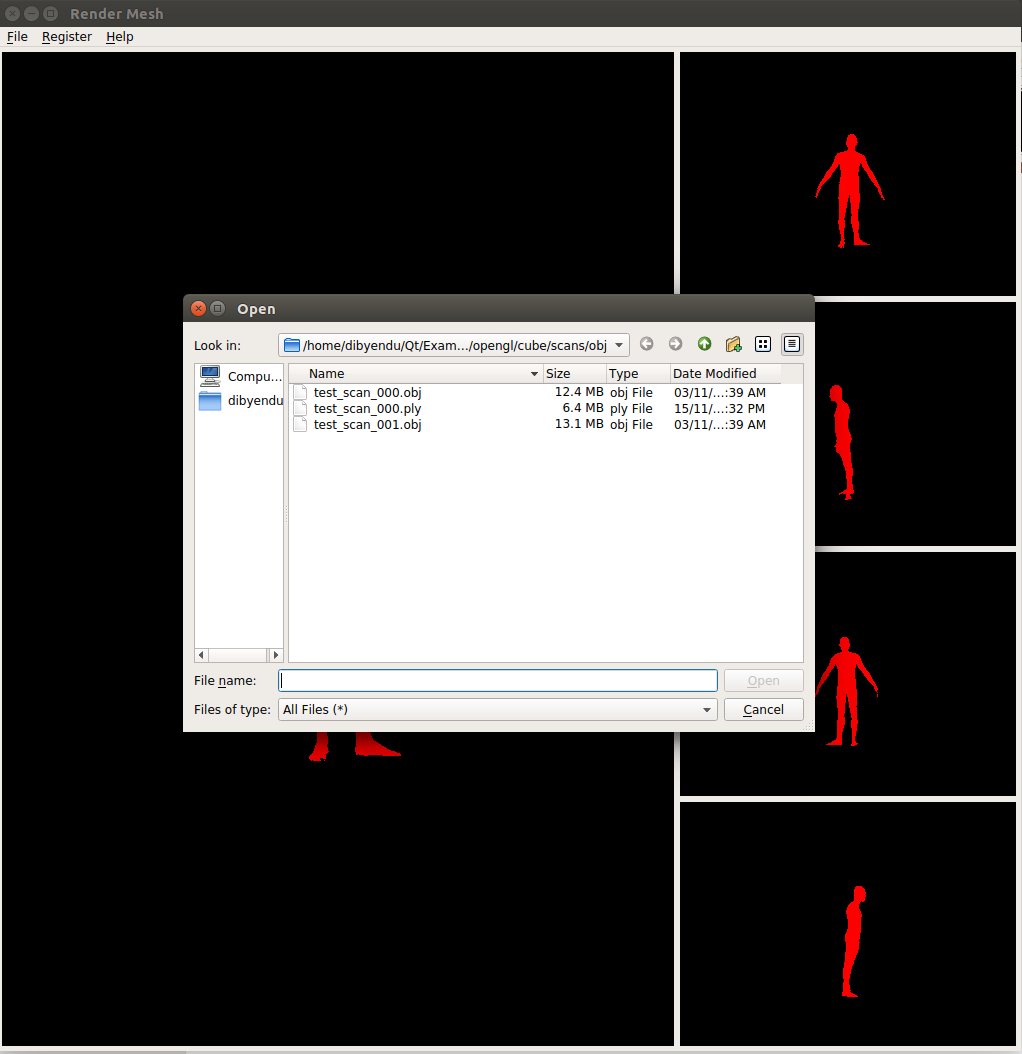 Render Mesh
File Register Help
Open
Look in: /home/dibyendu/Qt/Exam.../opengl/cube/scans/obj
Compu...
dibyendu
Name Size Type Date Modified
test_scan_000.obj 12.4 MB obj File 03/11/...:39 AM
test_scan_000.ply 6.4 MB ply File 15/11/...:32 PM
test_scan_001.obj 13.1 MB obj File 03/11/...:39 AM
File name: Open
Files of type: All Files (*) Cancel